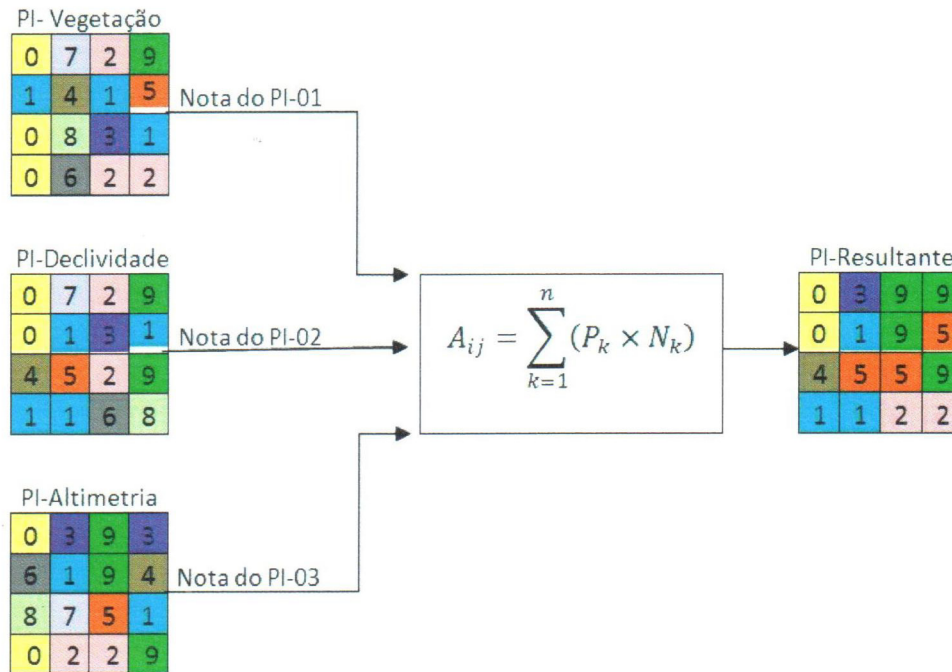 PI- Vegetação
0 7 2 9
1 4 1 5
0 8 3 1
0 6 2 2
Nota do PI-01
PI-Declividade
0 7 2 9
0 1 3 1
4 5 2 9
1 1 6 8
Nota do PI-02
PI-Altimetria
0 3 9 3
6 1 9 4
8 7 5 1
0 2 2 9
Nota do PI-03
A_{ij} = \sum_{k=1}^{n} (P_k × N_k)
PI-Resultante
0 3 9 9
0 1 9 5
4 5 5 9
1 1 2 2